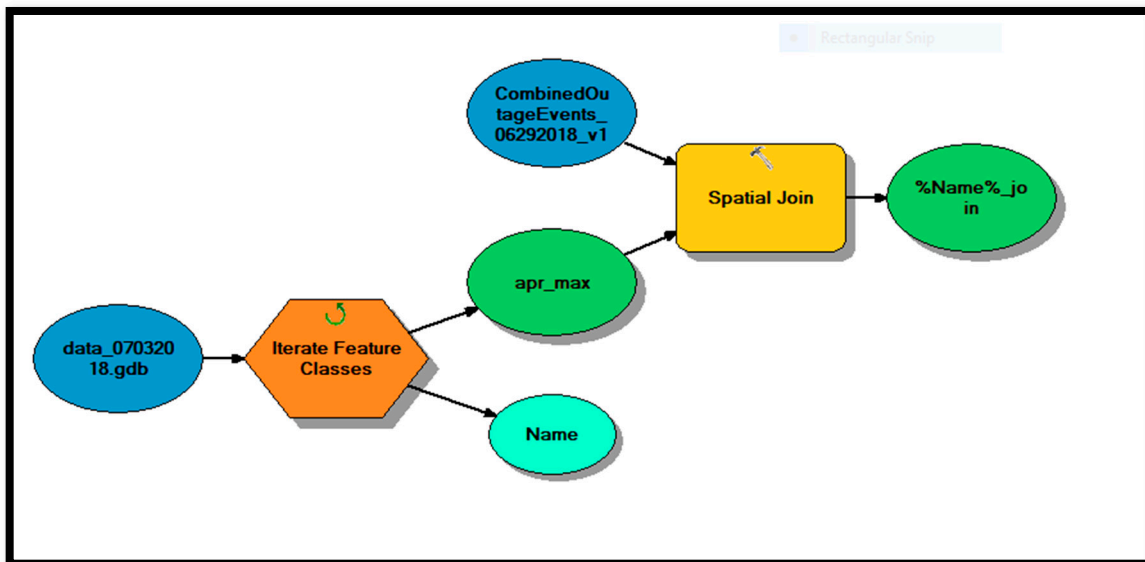 Rectangular Snip
CombinedOu
tageEvents_
06292018_v1
Spatial Join
%Name%_jo
in
apr_max
data_070320
18.gdb
Iterate Feature
Classes
Name